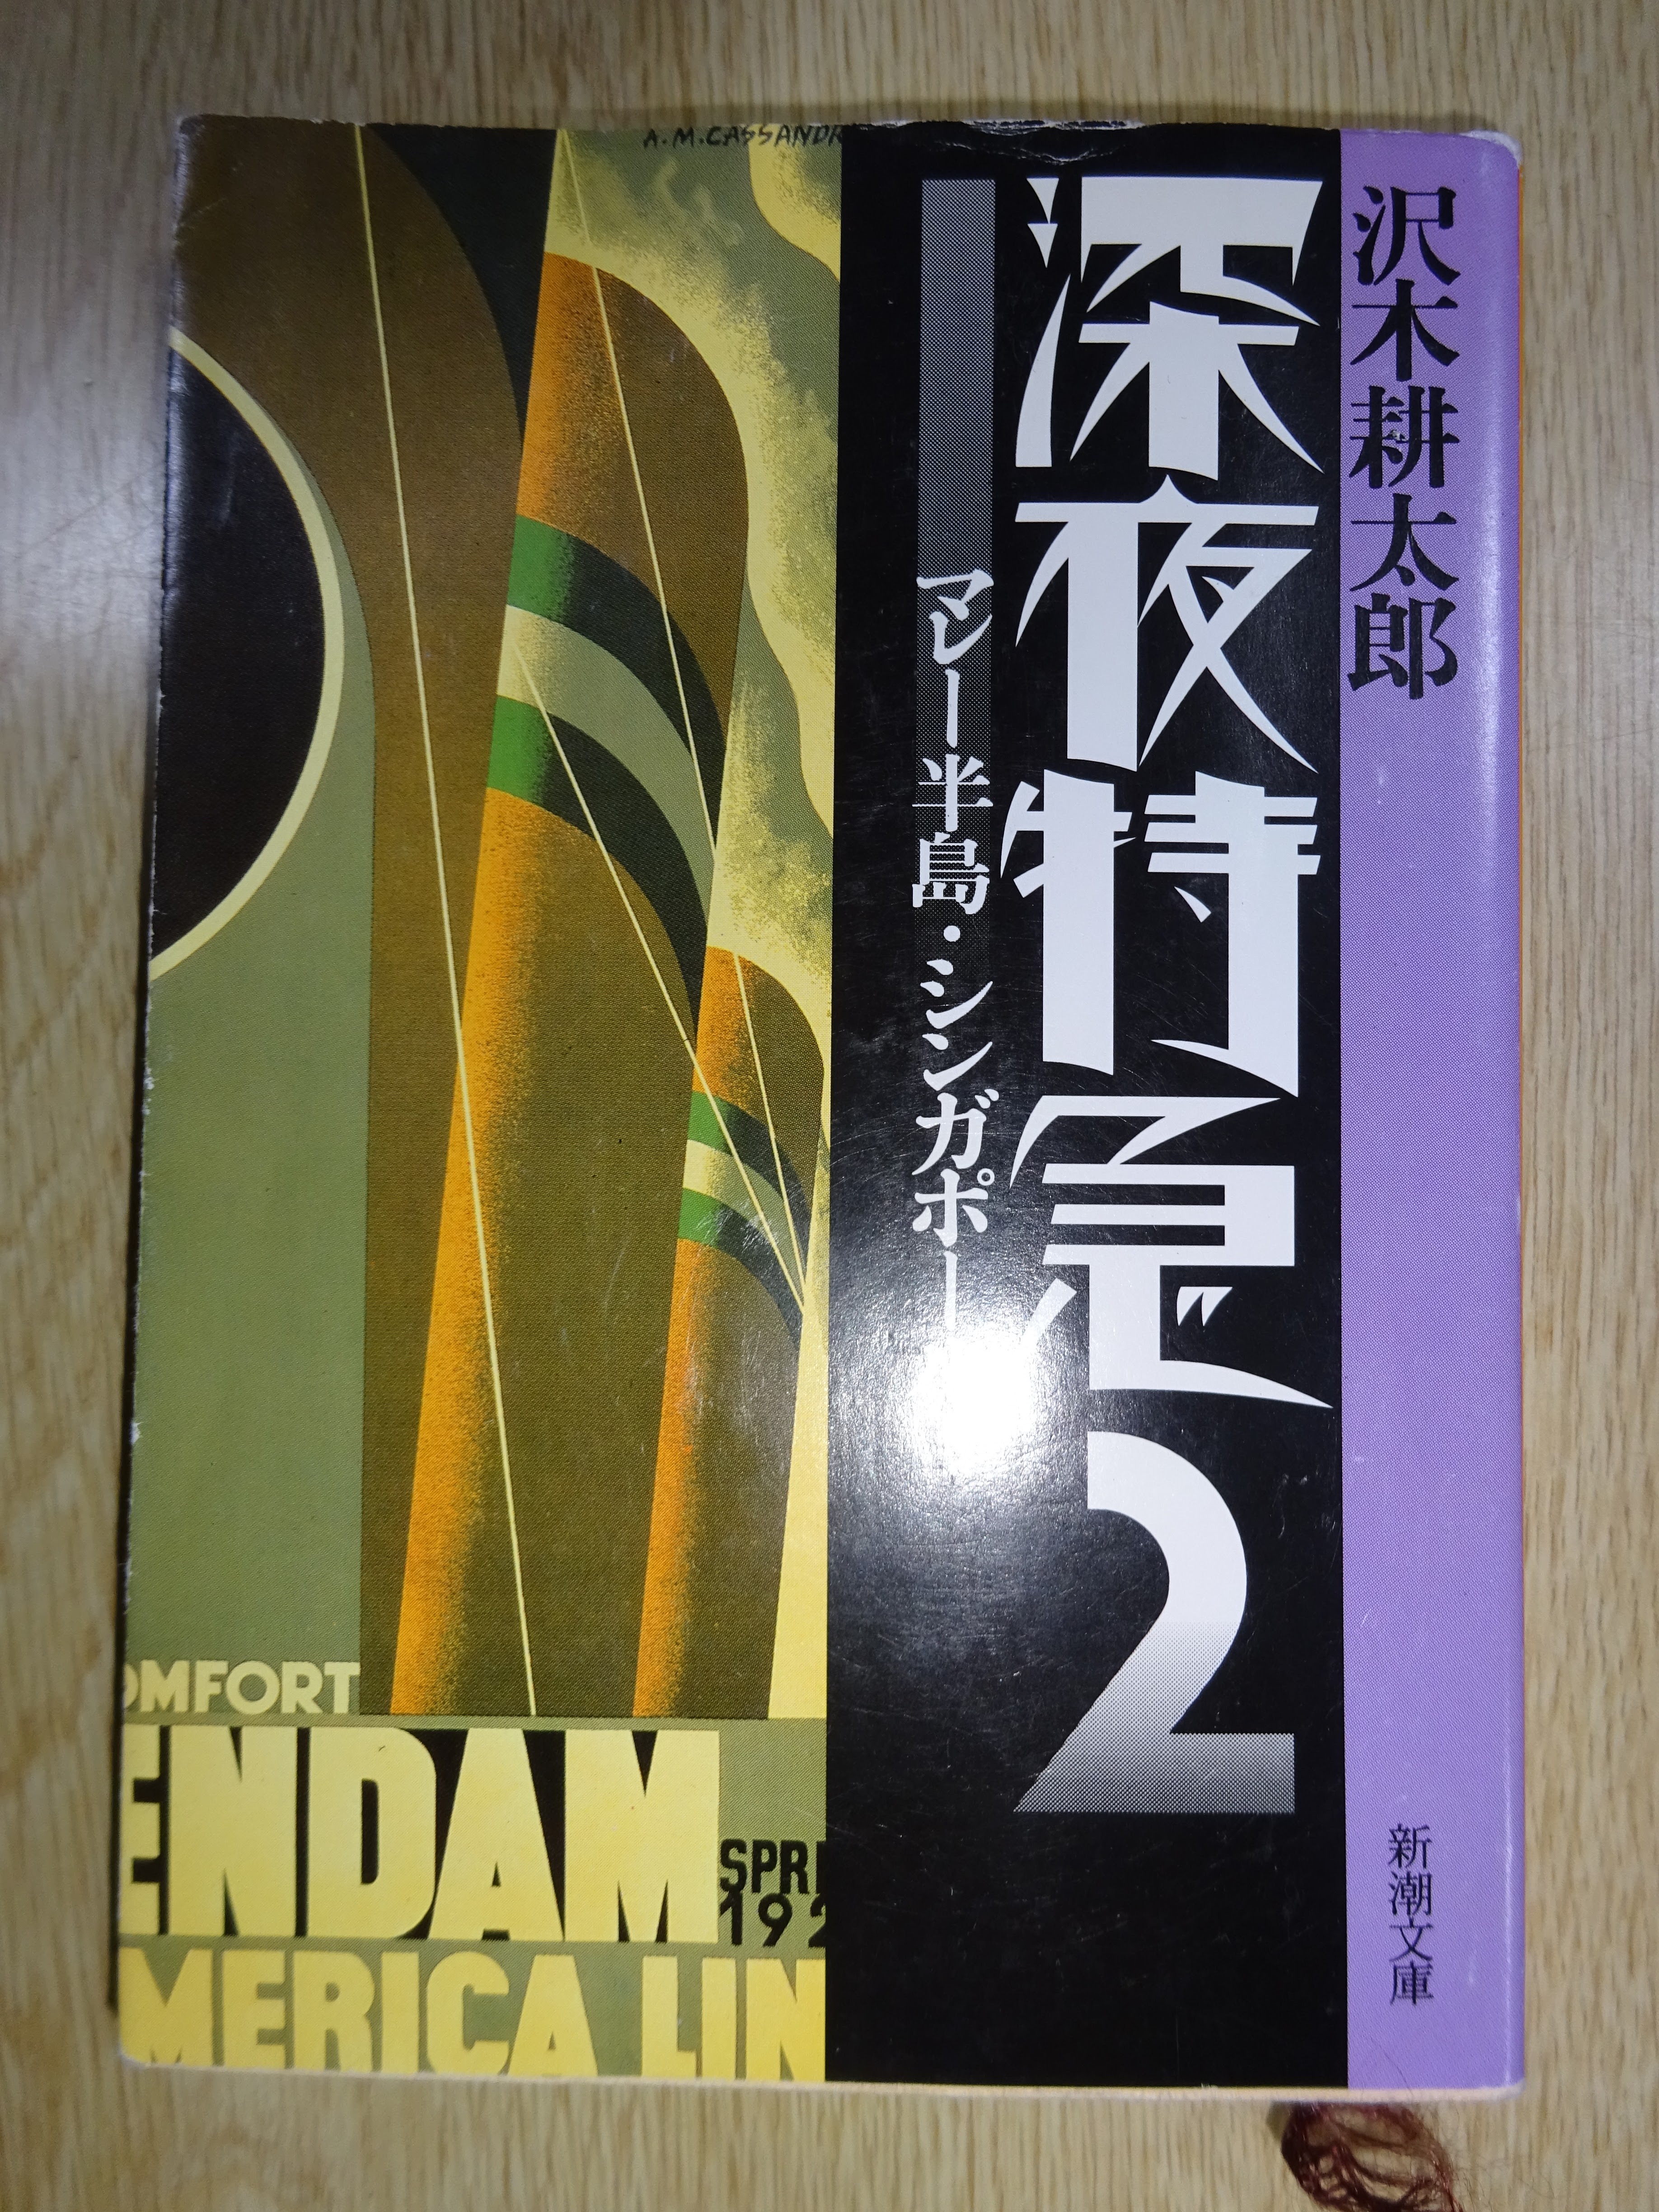 沢木耕太郎
深夜特急2
マレー半島・シンガポール
新潮文庫
A.M.CASSANDR
OMFORT
ENDAM
SPRI
192
MERICA LIN